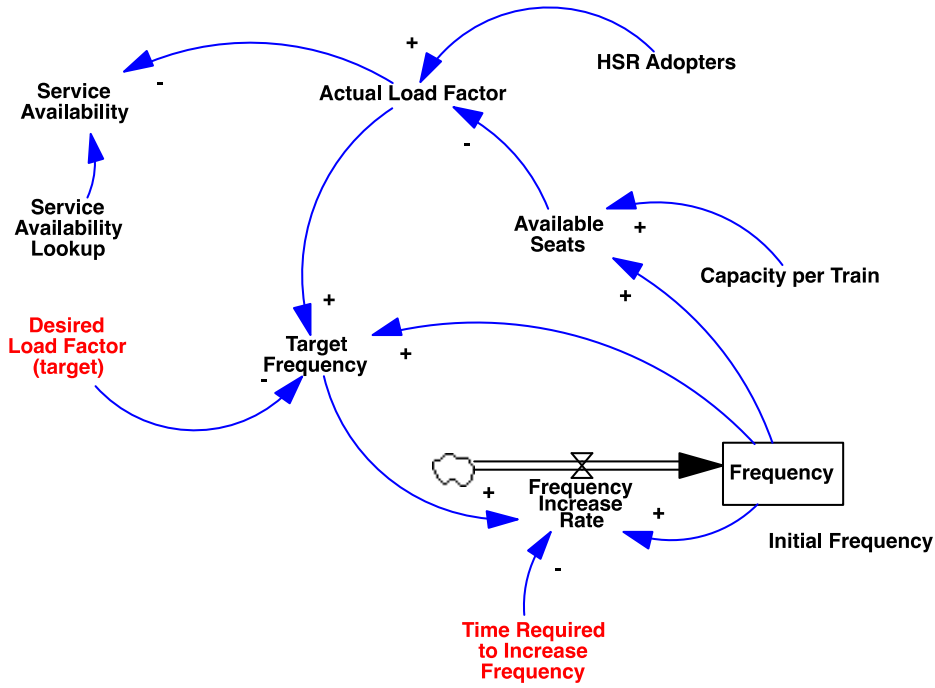 +
HSR Adopters
-
Service
Availability
Actual Load Factor
-
Service
Availability
Lookup
Available
Seats
+
Capacity per Train
+
+
Desired
Load Factor
(target)
Target
Frequency
+
-
Frequency
+
Frequency
Increase
Rate
+
Initial Frequency
-
Time Required
to Increase
Frequency